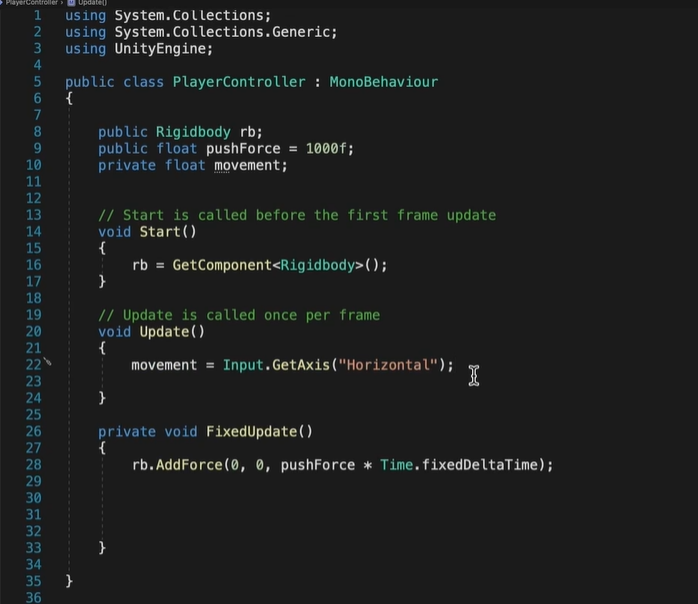 PlayerController › Update()
1 using System.Collections;
2 using System.Collections.Generic;
3 using UnityEngine;
4
5 public class PlayerController : MonoBehaviour
6 {
7
8 public Rigidbody rb;
9 public float pushForce = 1000f;
10 private float movement;
11
12
13 // Start is called before the first frame update
14 void Start()
15 {
16 rb = GetComponent<Rigidbody>();
17 }
18
19 // Update is called once per frame
20 void Update()
21 {
22 movement = Input.GetAxis("Horizontal");
23
24 }
25
26 private void FixedUpdate()
27 {
28 rb.AddForce(0, 0, pushForce * Time.fixedDeltaTime);
29
30
31
32
33 }
34
35 }
36